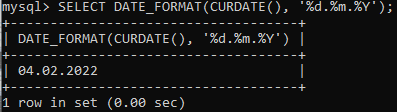 mysql> SELECT DATE_FORMAT(CURDATE(), '%d.%m.%Y');
+-----------------------------------+
| DATE_FORMAT(CURDATE(), '%d.%m.%Y') |
+-----------------------------------+
| 04.02.2022                         |
+-----------------------------------+
1 row in set (0.00 sec)